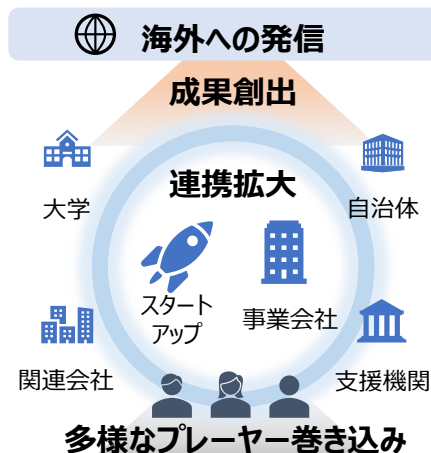 海外への発信
成果創出
連携拡大
大学
自治体
スタート
アップ
事業会社
関連会社
支援機関
多様なプレーヤー巻き込み